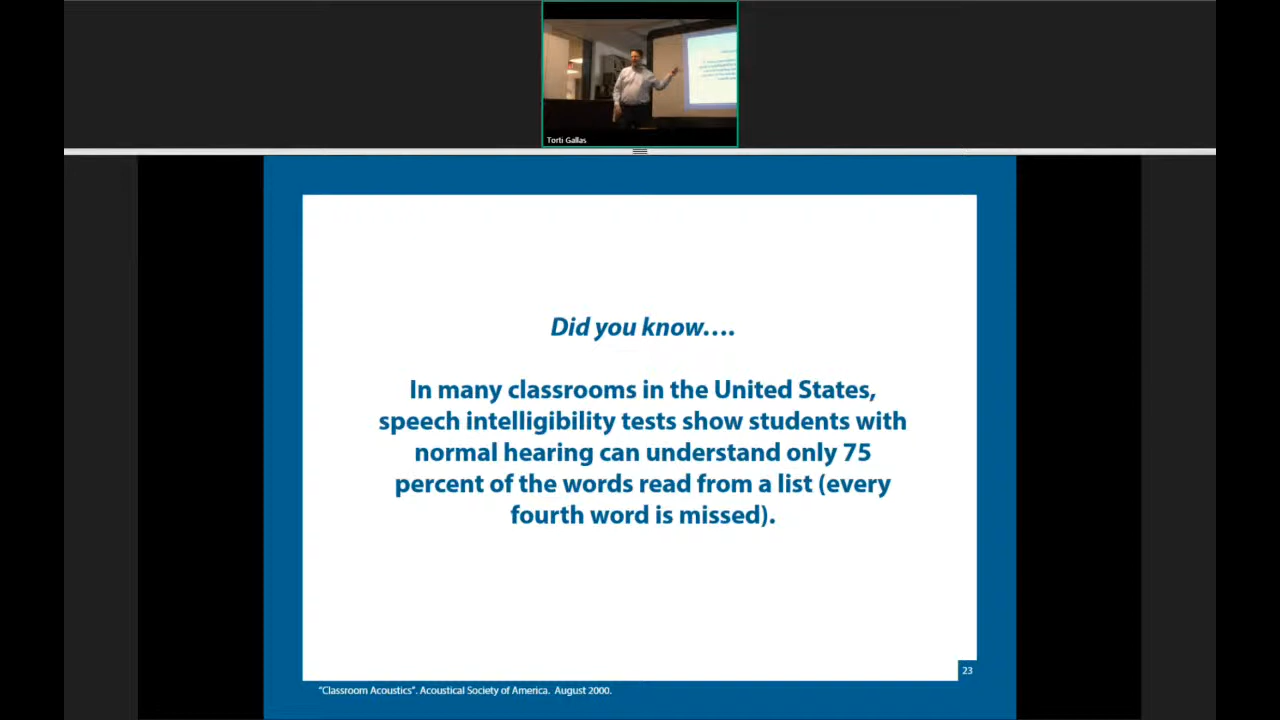 Torti Gallas
Did you know….
In many classrooms in the United States,
speech intelligibility tests show students with
normal hearing can understand only 75
percent of the words read from a list (every
fourth word is missed).
23
"Classroom Acoustics". Acoustical Society of America.  August 2000.